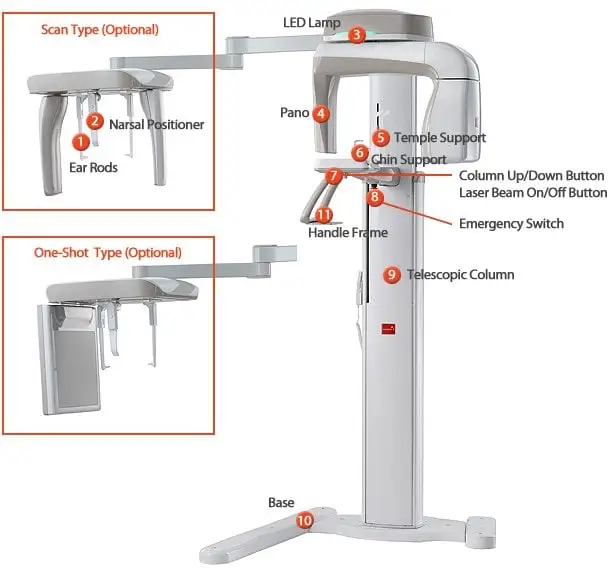 Scan Type (Optional)
LED Lamp
3
2
Narsal Positioner
1
Ear Rods
Pano
4
5
Temple Support
6
Chin Support
7
Column Up/Down Button
Laser Beam On/Off Button
8
11
Emergency Switch
Handle Frame
One-Shot Type (Optional)
9
Telescopic Column
Base
10